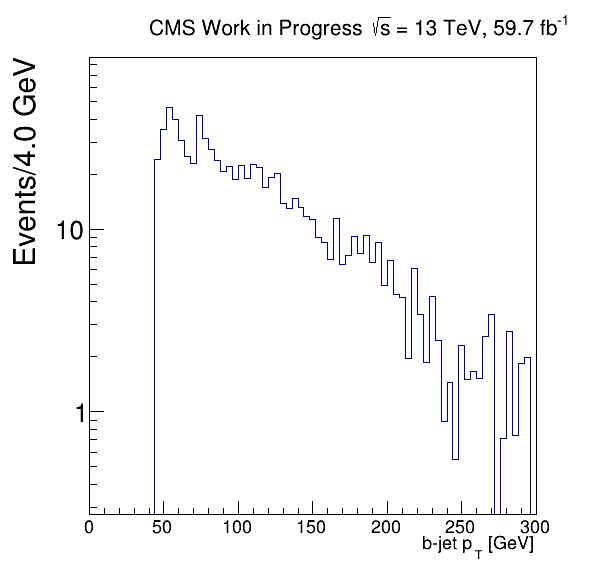 CMS Work in Progress √s = 13 TeV, 59.7 fb⁻¹
Events/4.0 GeV
10
1
0 50 100 150 200 250 300
b-jet p_T [GeV]